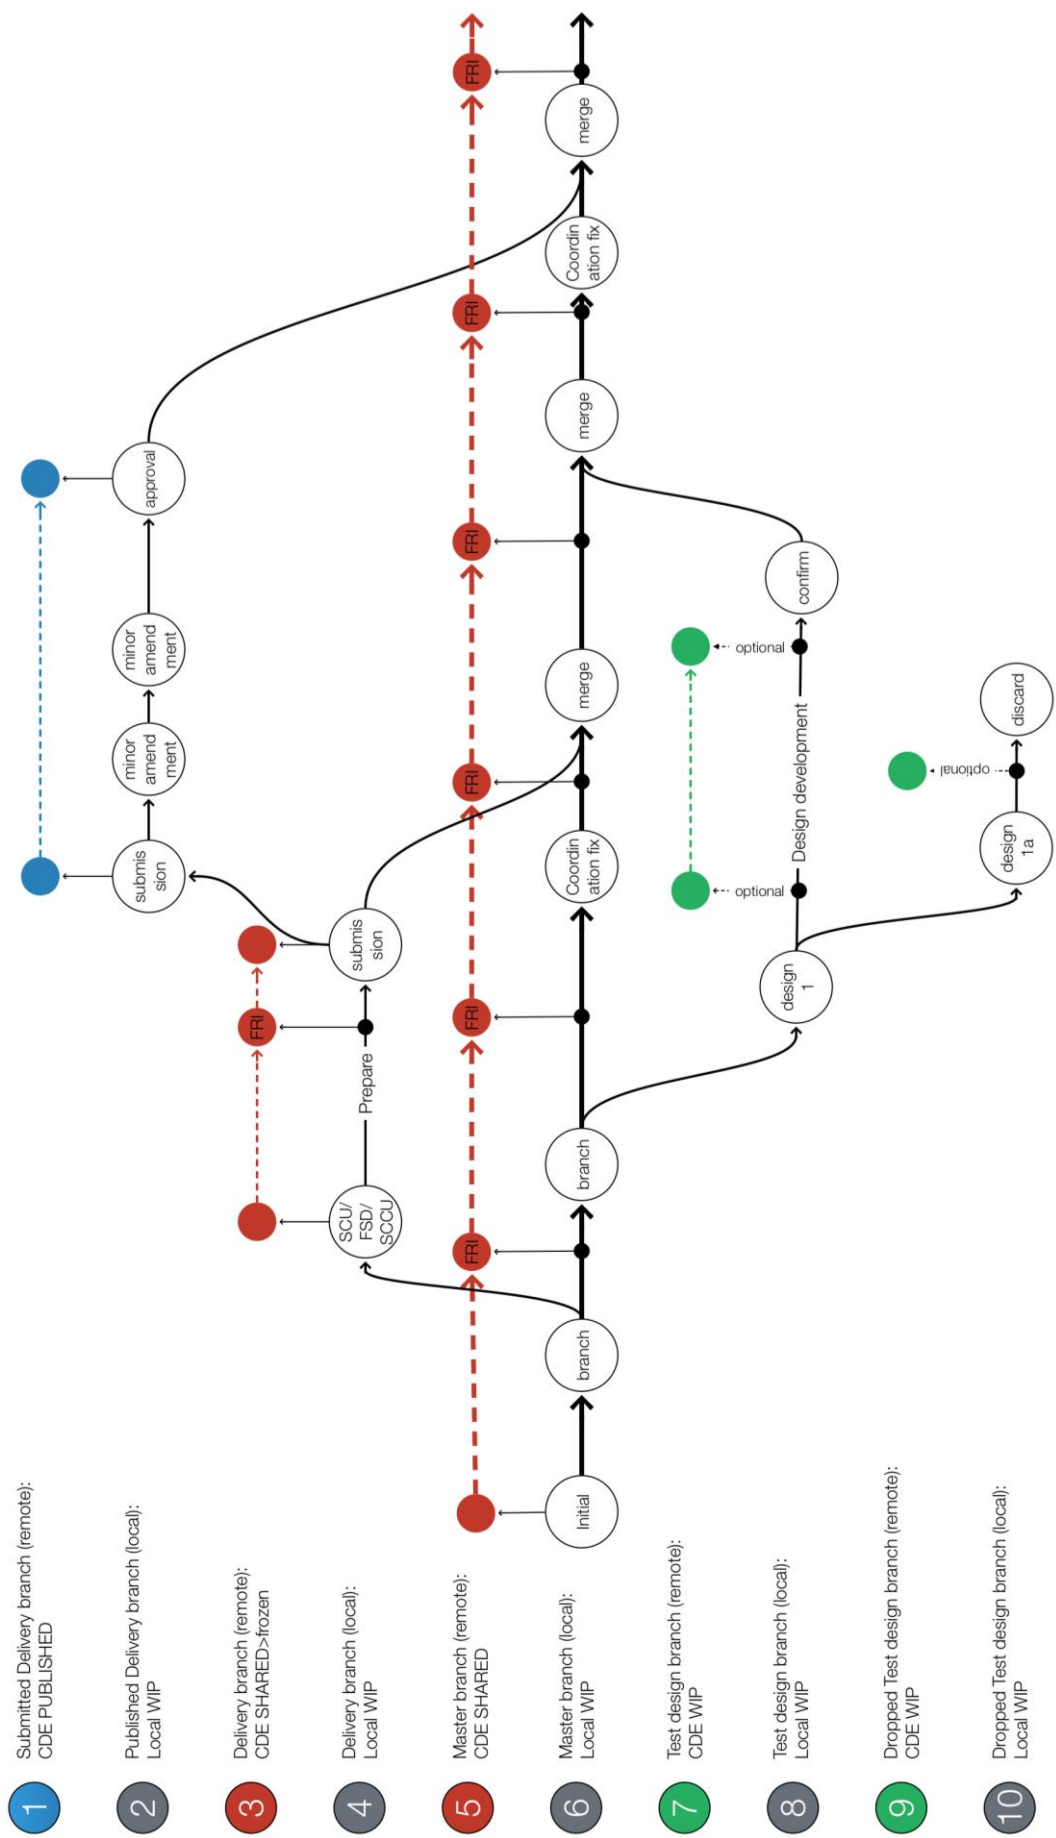 1
Submitted Delivery branch (remote):
CDE PUBLISHED
2
Published Delivery branch (local):
Local WIP
submis
sion
minor
amend
ment
minor
amend
ment
approval
3
Delivery branch (remote):
CDE SHARED>frozen
FRI
4
Delivery branch (local):
Local WIP
SCU/
FSD/
SCCU
Prepare
submis
sion
5
Master branch (remote):
CDE SHARED
FRI
FRI
FRI
FRI
FRI
FRI
6
Master branch (local):
Local WIP
Initial
branch
branch
Coordin
ation fix
merge
merge
Coordin
ation fix
merge
7
Test design branch (remote):
CDE WIP
optional
optional
8
Test design branch (local):
Local WIP
design
1
Design development
confirm
9
Dropped Test design branch (remote):
CDE WIP
optional
10
Dropped Test design branch (local):
Local WIP
design
1a
discard